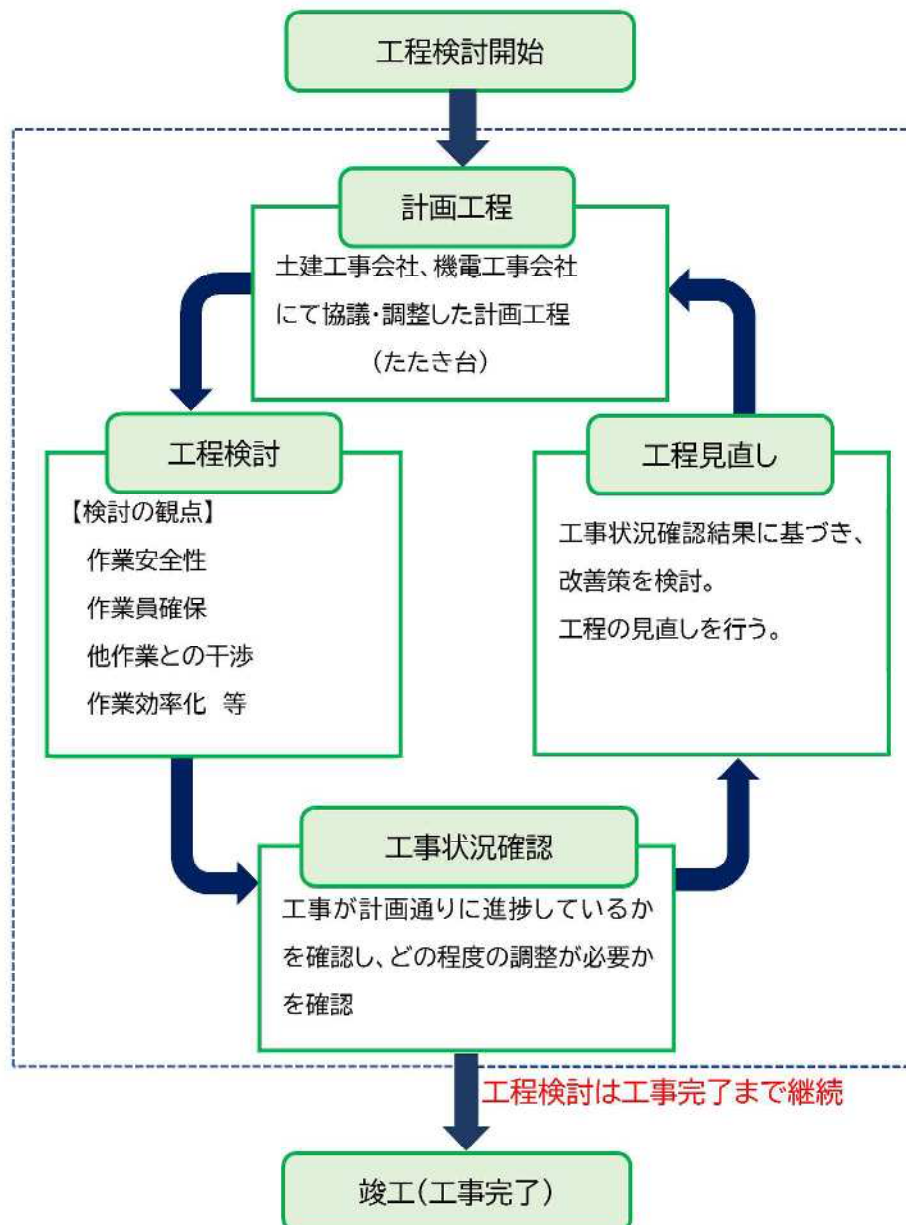 工程検討開始
計画工程
土建工事会社、機電工事会社
にて協議・調整した計画工程
（たたき台）
工程検討
【検討の観点】
作業安全性
作業員確保
他作業との干渉
作業効率化 等
工程見直し
工事状況確認結果に基づき、
改善策を検討。
工程の見直しを行う。
工事状況確認
工事が計画通りに進捗しているか
を確認し、どの程度の調整が必要か
を確認
工程検討は工事完了まで継続
竣工(工事完了)